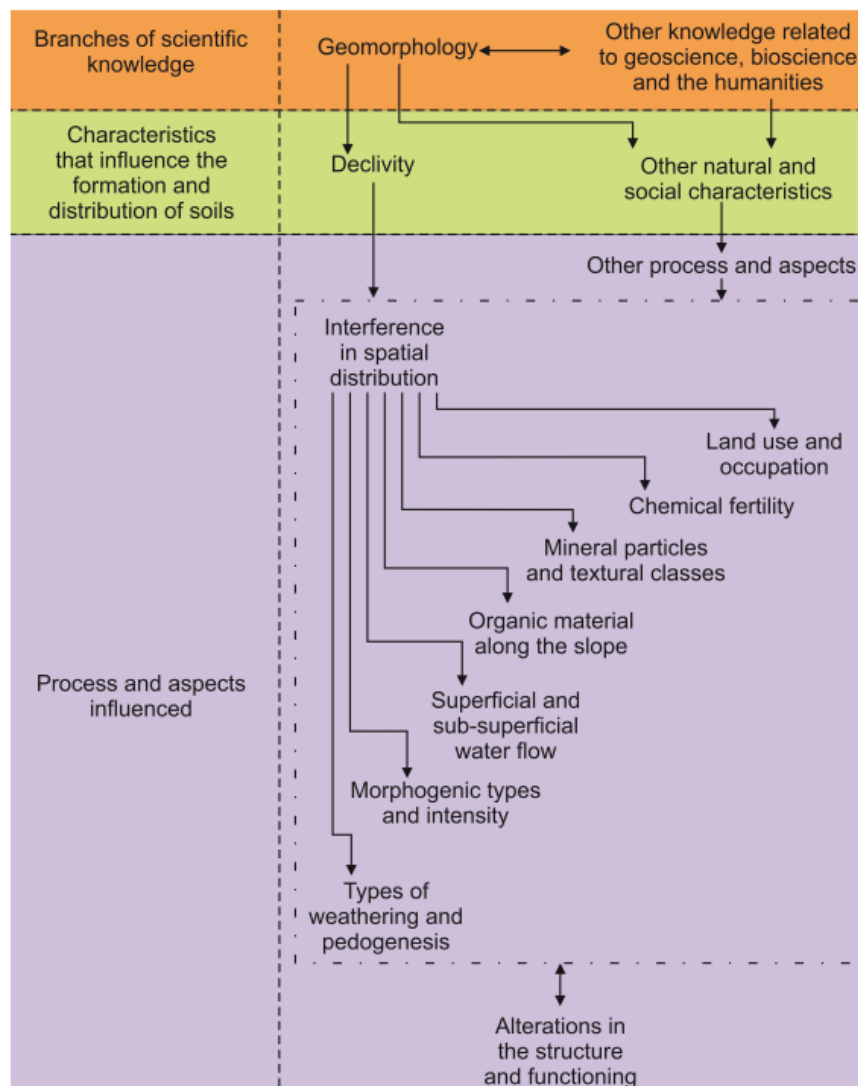 Branches of scientific
knowledge
Geomorphology
Other knowledge related
to geoscience, bioscience
and the humanities
Characteristics
that influence the
formation and
distribution of soils
Declivity
Other natural and
social characteristics
Other process and aspects
Process and aspects
influenced
Interference
in spatial
distribution
Land use and
occupation
Chemical fertility
Mineral particles
and textural classes
Organic material
along the slope
Superficial and
sub-superficial
water flow
Morphogenic types
and intensity
Types of
weathering and
pedogenesis
Alterations in
the structure
and functioning